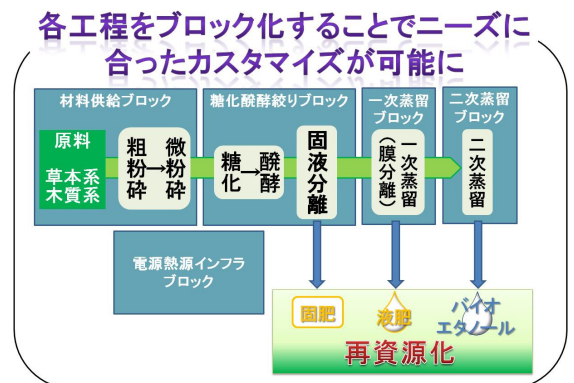 各工程をブロック化することでニーズに
合ったカスタマイズが可能に
材料供給ブロック
原料
草本系
木質系
粗粉砕→微粉砕
糖化醗酵絞りブロック
糖化→醗酵
固液分離
一次蒸留
ブロック
一次蒸留
(膜分離)
二次蒸留
ブロック
二次蒸留
電源熱源インフラ
ブロック
固肥
液肥
バイオ
エタノール
再資源化